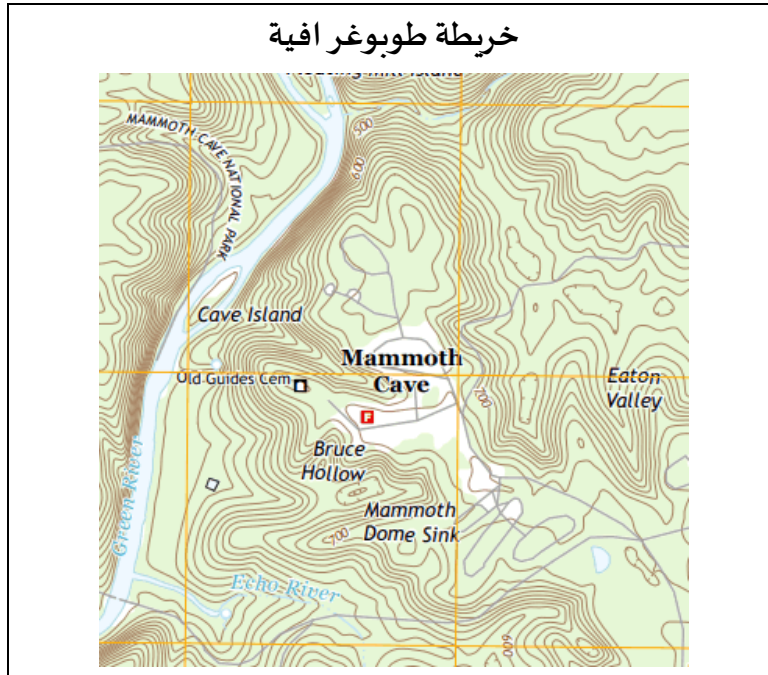 خريطة طوبوغرافية
500
600
MAMMOTH CAVE NATIONAL PARK
Cave Island
Mammoth
Cave
Old Guides Cem
F
700
Eaton
Valley
Bruce
Hollow
Green River
Mammoth
Dome Sink
700
Echo River
600